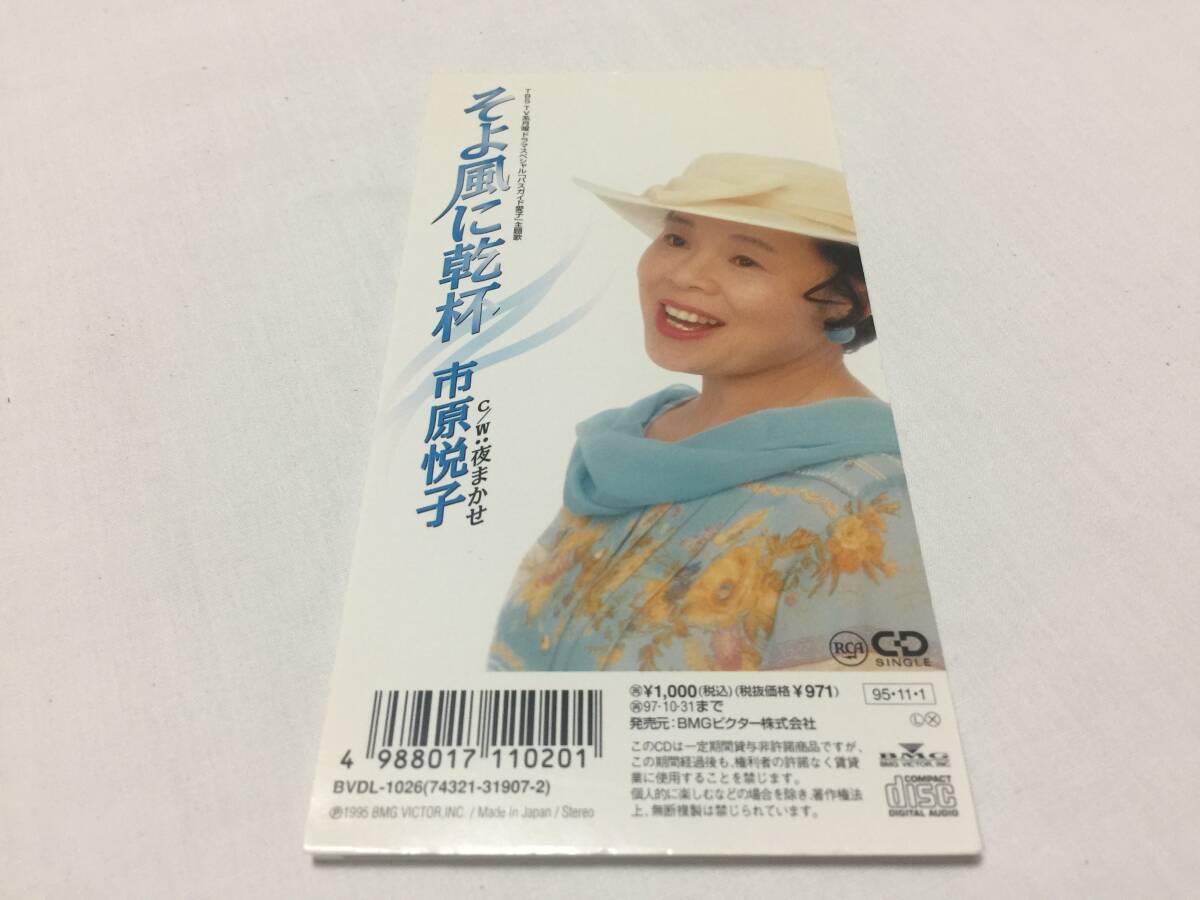 TBS TV系月曜ドラマスペシャル「バスガイド愛子」主題歌
そよ風に乾杯
市原悦子
C/W:夜まかせ
RCA
CD
SINGLE
4 988017 110201
BVDL-1026(74321-31907-2)
Ⓟ1995 BMG VICTOR, INC. / Made in Japan / Stereo
㊢¥1,000(税込)(税抜価格¥971)
㊢97・10・31まで
発売元:BMGビクター株式会社
95・11・1
Ⓛ Ⓧ
このCDは一定期間貸与非許諾商品ですが、
この期間経過後も、権利者の許諾なく賃貸
業に使用することを禁じます。
個人的に楽しむなどの場合を除き、著作権法
上、無断複製は禁じられています。
BMG
BMG VICTOR, INC.
COMPACT
disc
DIGITAL AUDIO